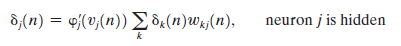 δj(n) = φ′j(vj(n)) ∑k δk(n)wkj(n), neuron j is hidden